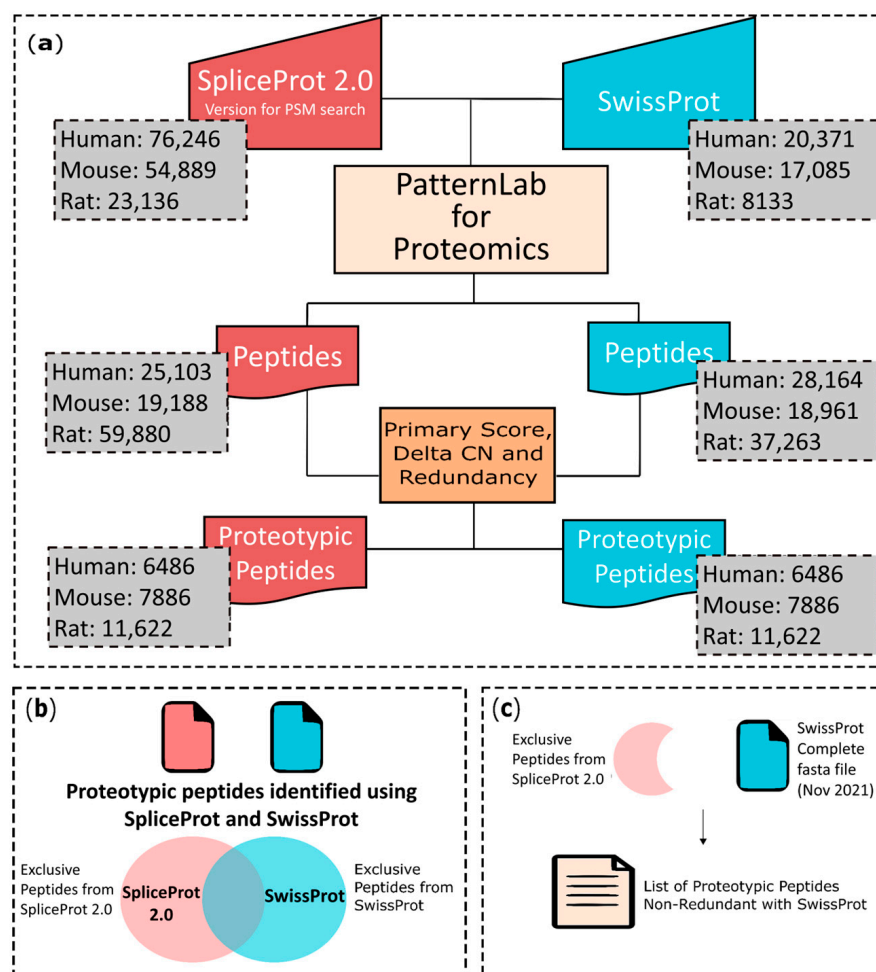 (a)
SpliceProt 2.0
Version for PSM search
SwissProt
Human: 76,246
Mouse: 54,889
Rat: 23,136
Human: 20,371
Mouse: 17,085
Rat: 8133
PatternLab
for
Proteomics
Peptides
Peptides
Human: 25,103
Mouse: 19,188
Rat: 59,880
Human: 28,164
Mouse: 18,961
Rat: 37,263
Primary Score,
Delta CN and
Redundancy
Proteotypic
Peptides
Proteotypic
Peptides
Human: 6486
Mouse: 7886
Rat: 11,622
Human: 6486
Mouse: 7886
Rat: 11,622
(b)
Proteotypic peptides identified using
SpliceProt and SwissProt
Exclusive
Peptides from
SpliceProt 2.0
SpliceProt
2.0
SwissProt
Exclusive
Peptides from
SwissProt
(c)
Exclusive
Peptides from
SpliceProt 2.0
SwissProt
Complete
fasta file
(Nov 2021)
List of Proteotypic Peptides
Non-Redundant with SwissProt